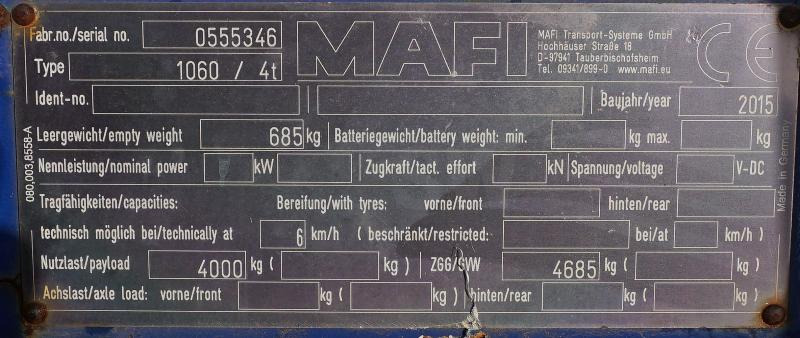 Fabr.no./serial no. 0555346 MAFI MAFI Transport-Systeme GmbH
Hochhäuser Straße 18
D-97941 Tauberbischofsheim
Tel. 09341/899-0 www.mafi.eu
CE
Type 1060 / 4t
Ident-no. Baujahr/year 2015
Leergewicht/empty weight 685 kg Batteriegewicht/battery weight: min. kg max. kg
Nennleistung/nominal power kW Zugkraft/tact. effort kN Spannung/voltage V-DC
Tragfähigkeiten/capacities: Bereifung/with tyres: vorne/front hinten/rear
technisch möglich bei/technically at 6 km/h ( beschränkt/restricted: bei/at km/h )
Nutzlast/payload 4000 kg ( kg ) ZGG/GVW 4685 kg ( kg )
Achslast/axle load: vorne/front kg ( kg ) hinten/rear kg ( kg )
080.003.8558-A
Made in Germany